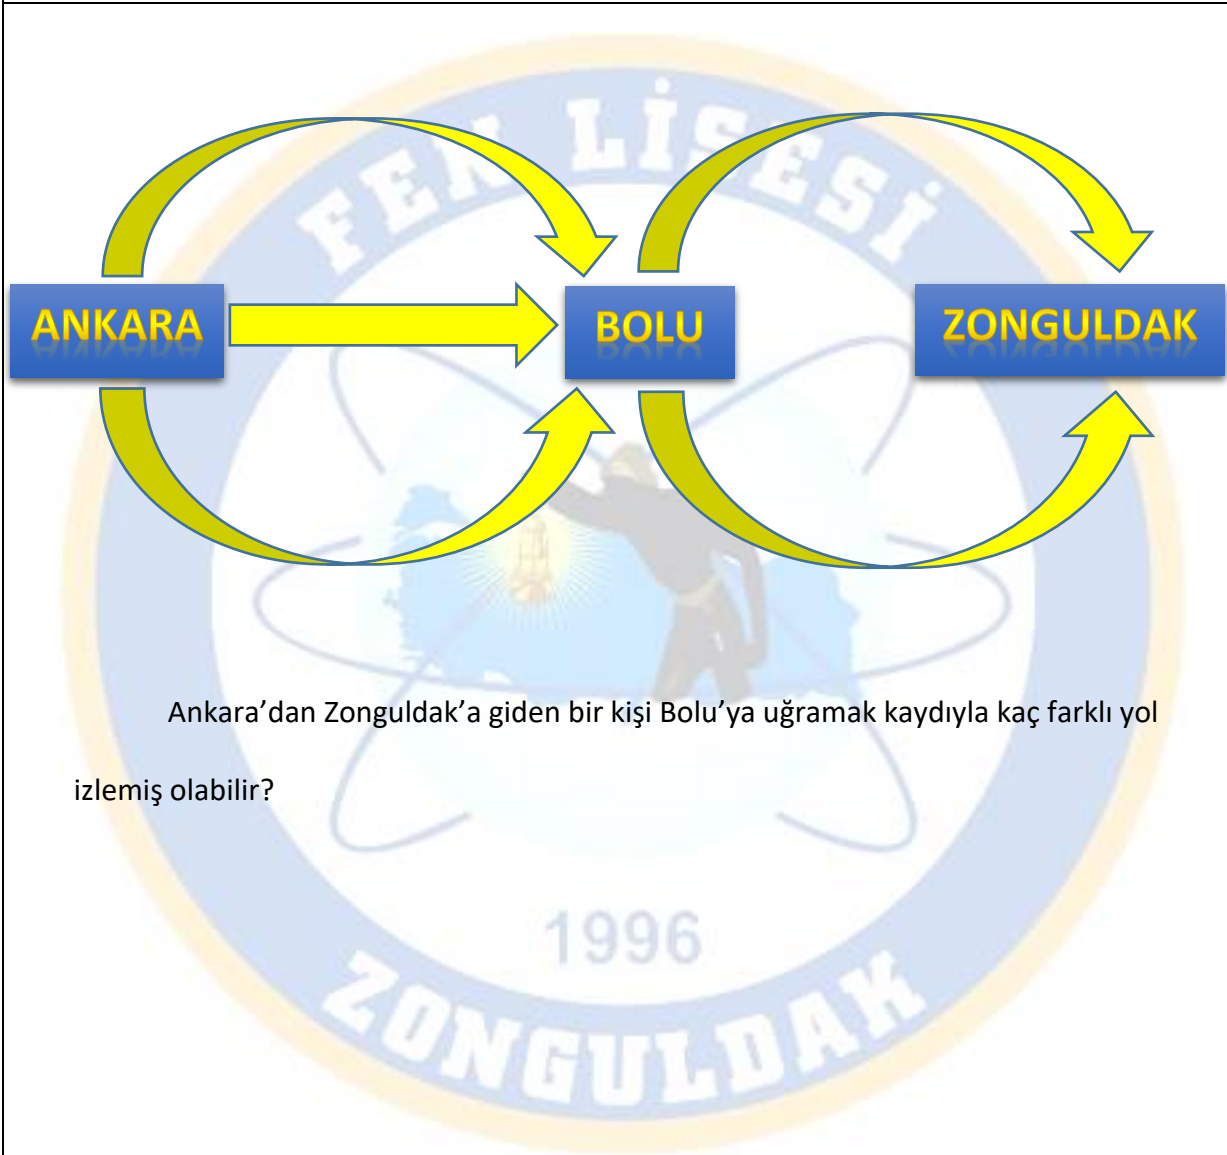 FEN LİSESİ
ANKARA
BOLU
ZONGULDAK
Ankara’dan Zonguldak’a giden bir kişi Bolu’ya uğramak kaydıyla kaç farklı yol
izlemiş olabilir?
1996
ZONGULDAK